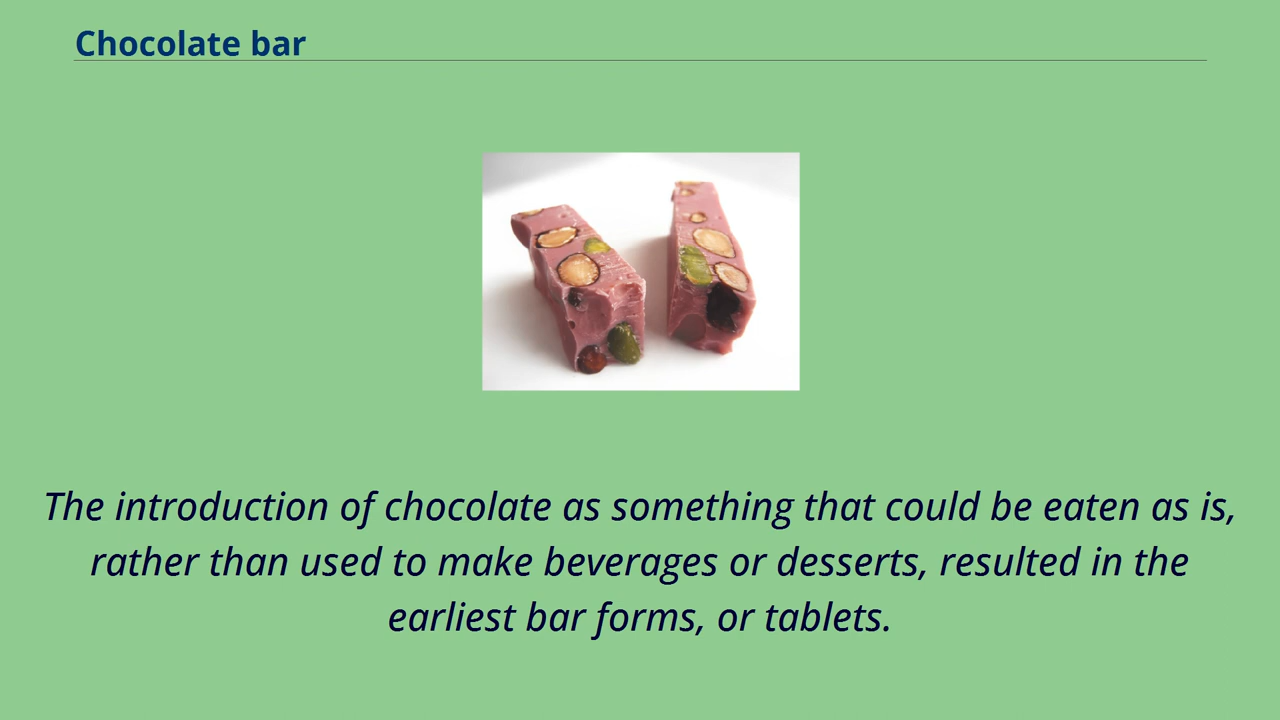 Chocolate bar
The introduction of chocolate as something that could be eaten as is,
rather than used to make beverages or desserts, resulted in the
earliest bar forms, or tablets.